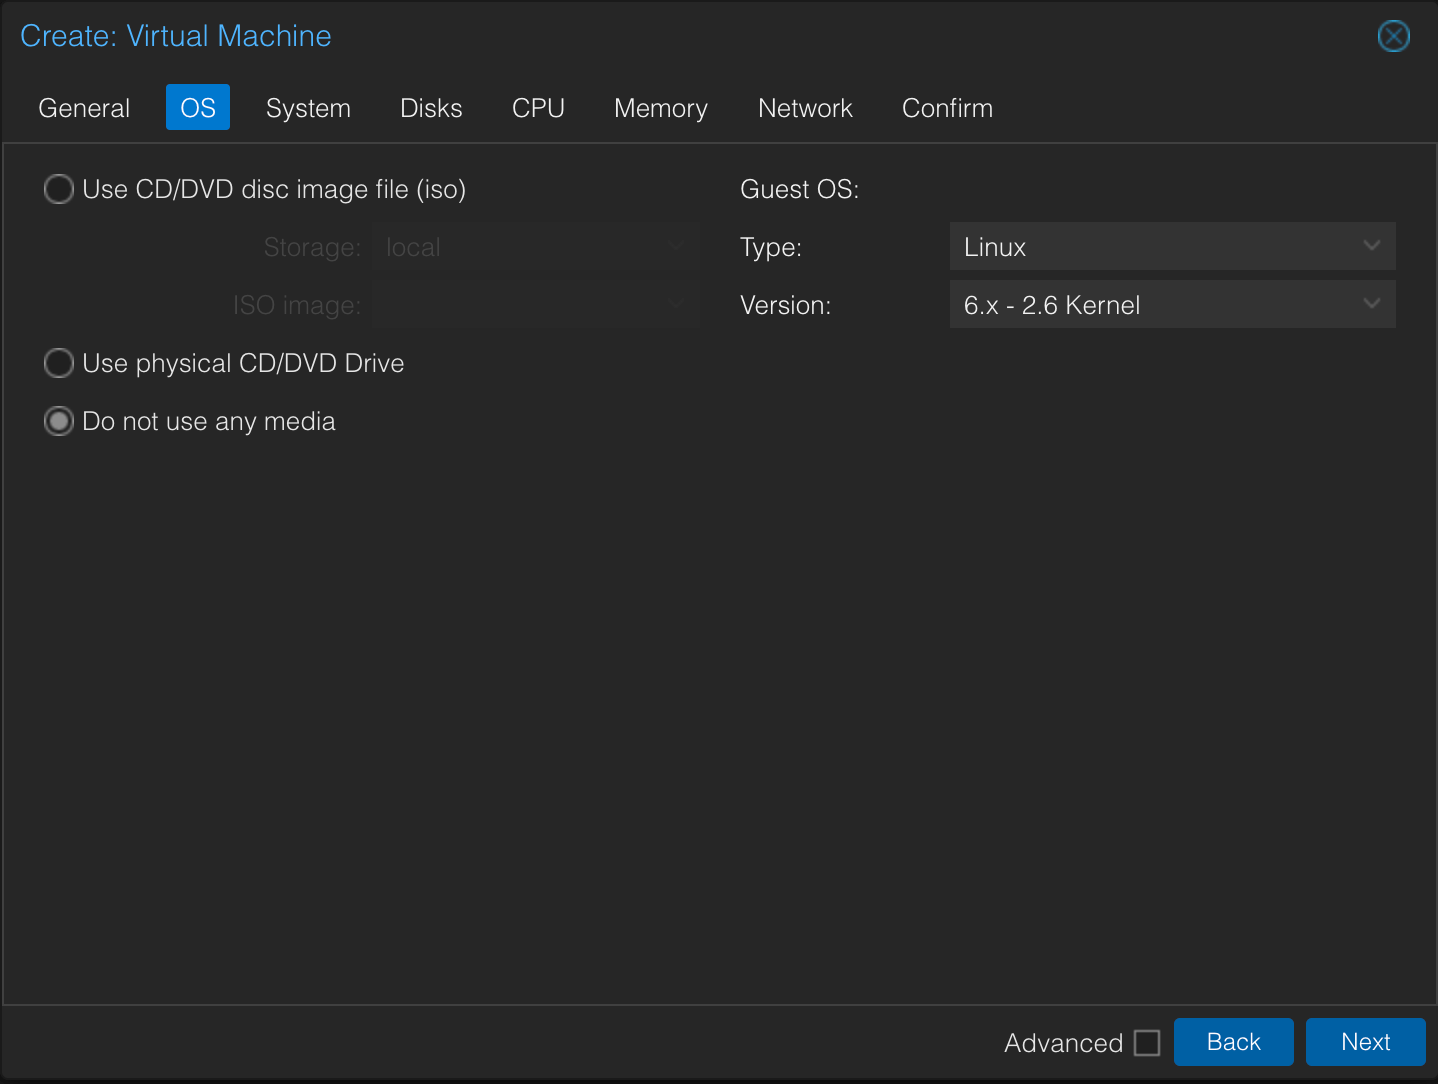 Create: Virtual Machine
General OS System Disks CPU Memory Network Confirm
Use CD/DVD disc image file (iso)
Storage: local
ISO image:
Use physical CD/DVD Drive
Do not use any media
Guest OS:
Type: Linux
Version: 6.x - 2.6 Kernel
Advanced Back Next